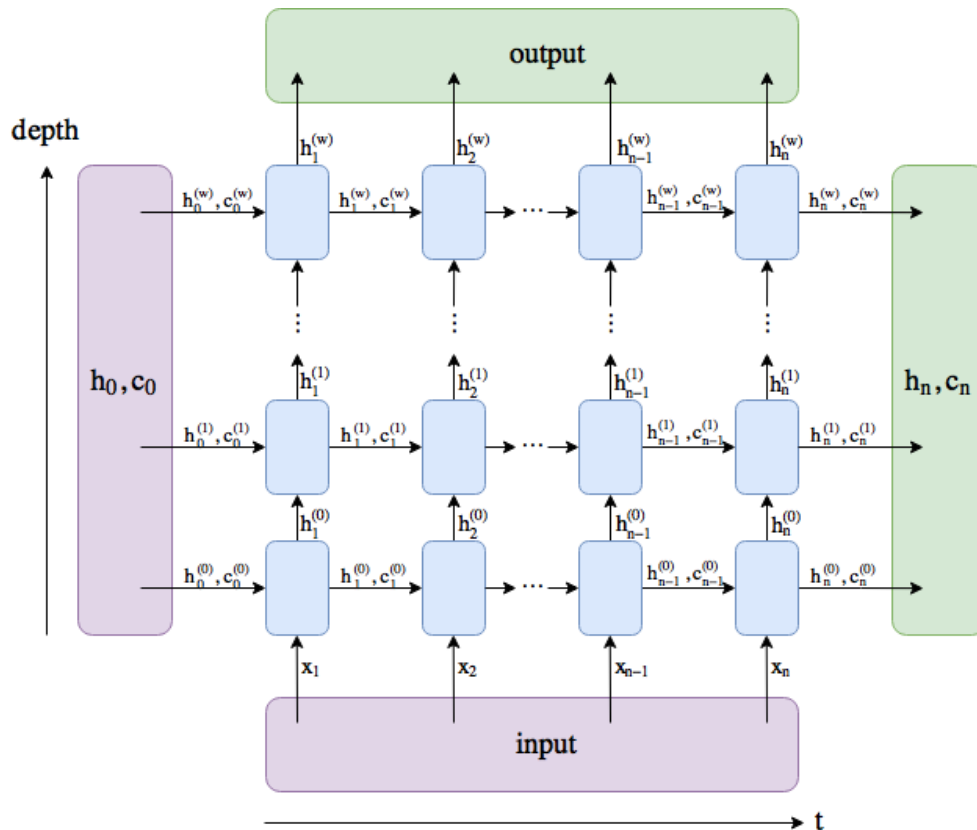 output
depth
h₁⁽ʷ⁾ h₂⁽ʷ⁾ hₙ₋₁⁽ʷ⁾ hₙ⁽ʷ⁾
h₀⁽ʷ⁾, c₀⁽ʷ⁾ h₁⁽ʷ⁾, c₁⁽ʷ⁾ ... hₙ₋₁⁽ʷ⁾, cₙ₋₁⁽ʷ⁾ hₙ⁽ʷ⁾, cₙ⁽ʷ⁾
⋮ ⋮ ⋮ ⋮
h₁⁽¹⁾ h₂⁽¹⁾ hₙ₋₁⁽¹⁾ hₙ⁽¹⁾
h₀, c₀ hₙ, cₙ
h₀⁽¹⁾, c₀⁽¹⁾ h₁⁽¹⁾, c₁⁽¹⁾ ... hₙ₋₁⁽¹⁾, cₙ₋₁⁽¹⁾ hₙ⁽¹⁾, cₙ⁽¹⁾
h₁⁽⁰⁾ h₂⁽⁰⁾ hₙ₋₁⁽⁰⁾ hₙ⁽⁰⁾
h₀⁽⁰⁾, c₀⁽⁰⁾ h₁⁽⁰⁾, c₁⁽⁰⁾ ... hₙ₋₁⁽⁰⁾, cₙ₋₁⁽⁰⁾ hₙ⁽⁰⁾, cₙ⁽⁰⁾
x₁ x₂ xₙ₋₁ xₙ
input
t